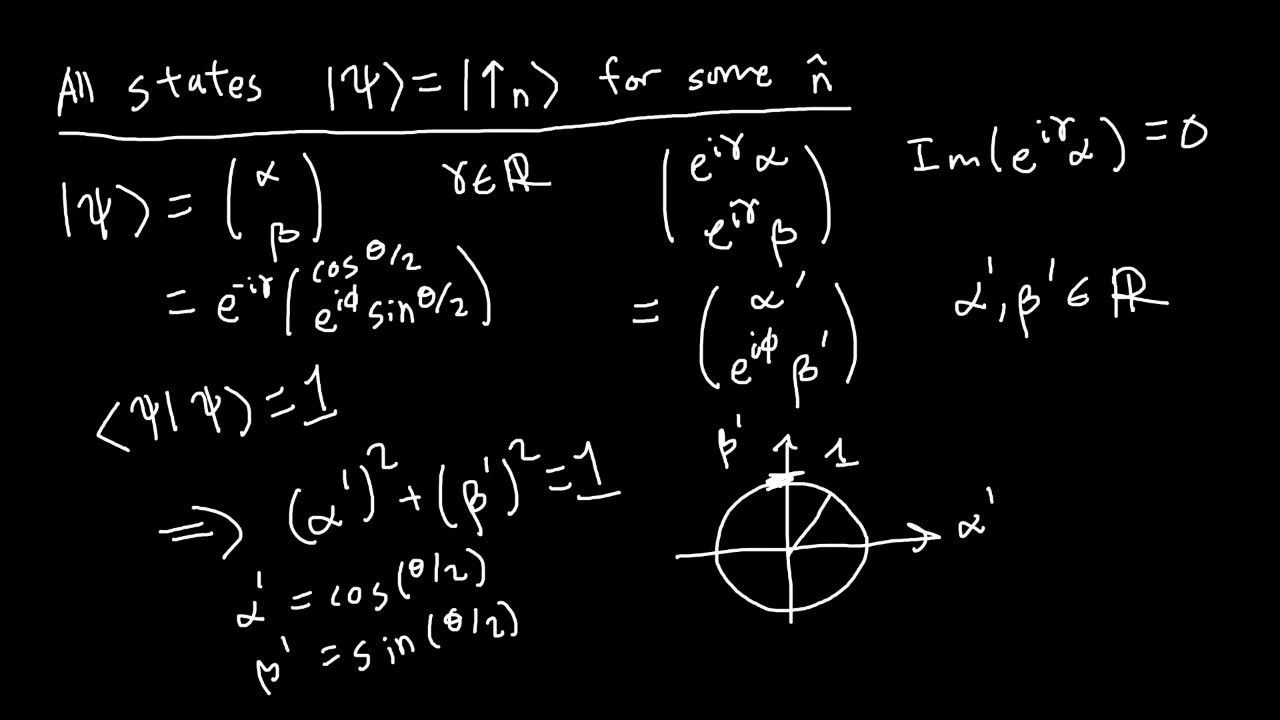 All states |ψ⟩ = |↑n⟩ for some n̂
|ψ⟩ = (α β)
γ ∈ ℝ
(e^{iγ} α e^{iγ} β)
Im(e^{iγ} α) = 0
= e^{-iγ} (cos θ/2 e^{iϕ} sin θ/2)
= (α' e^{iϕ} β')
α', β' ∈ ℝ
⟨ψ|ψ⟩ = 1
⟹ (α')² + (β')² = 1
α' = cos(θ/2)
β' = sin(θ/2)
β'
1
α'